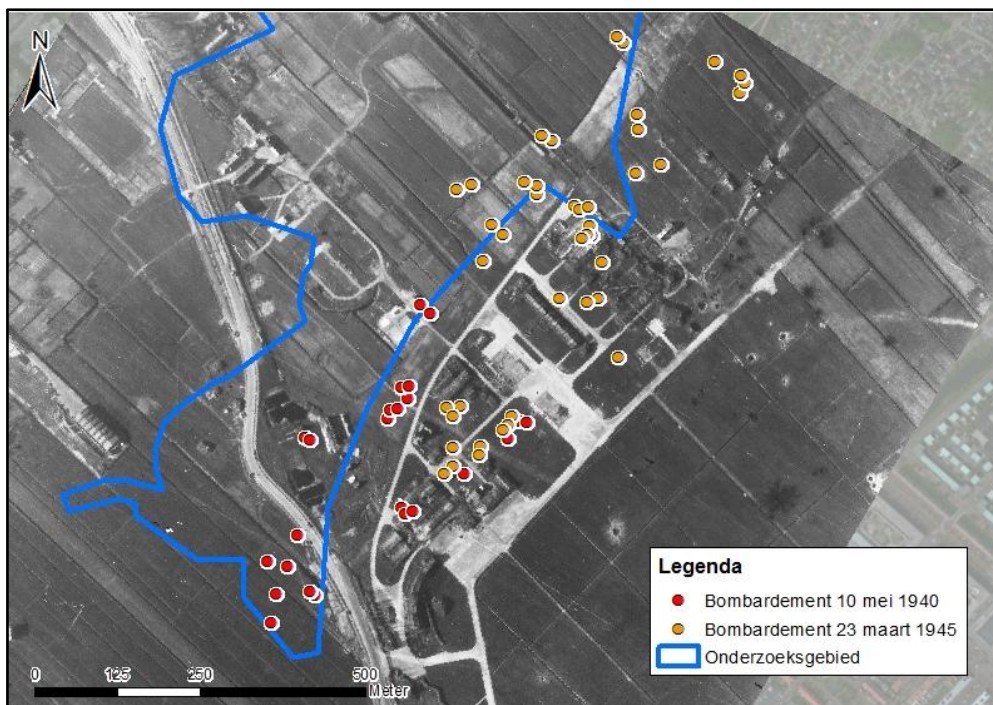 N
Legenda
Bombardement 10 mei 1940
Bombardement 23 maart 1945
Onderzoeksgebied
0 125 250 500
Meter